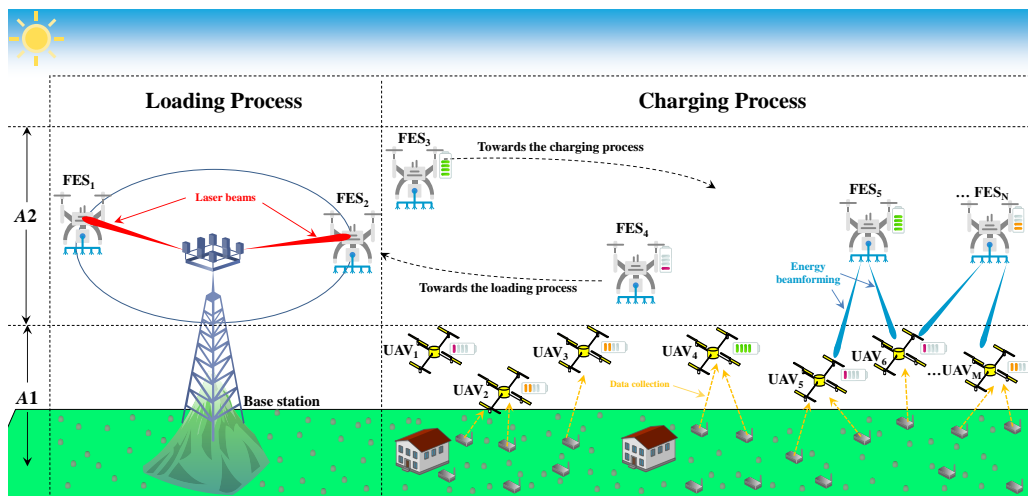 Loading Process
Charging Process
FES3
Towards the charging process
FES1
Laser beams
FES2
FES5
... FESN
A2
FES4
Energy
beamforming
Towards the loading process
UAV1
UAV3
UAV4
UAV6
UAV2
UAV5
...UAVM
Data collection
A1
Base station